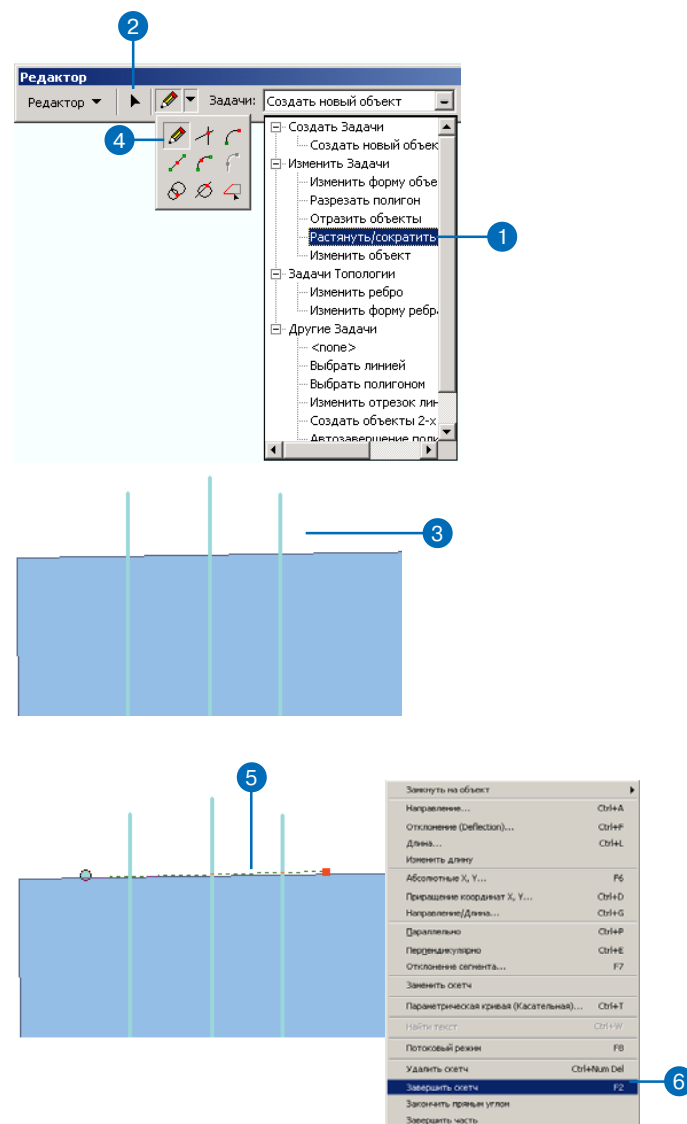 2
Редактор
Редактор Задачи: Создать новый объект
4
Создать Задачи
Создать новый объек
Изменить Задачи
Изменить форму объе
Разрезать полигон
Отразить объекты
Растянуть/сократить
1
Изменить объект
Задачи Топологии
Изменить ребро
Изменить форму ребр
Другие Задачи
<none>
Выбрать линией
Выбрать полигоном
Изменить отрезок лин
Создать объекты 2-х
Автозавершение поли
3
5
Замкнуть на объект
Направление... Ctrl+A
Отклонение (Deflection)... Ctrl+F
Длина... Ctrl+L
Изменить длину
Абсолютные X, Y... F6
Приращение координат X, Y... Ctrl+D
Направление/Длина... Ctrl+G
Параллельно Ctrl+P
Перпендикулярно Ctrl+E
Отклонение сегмента... F7
Заменить скетч
Параметрическая кривая (Касательная)... Ctrl+T
Найти текст Ctrl+W
Потоковый режим F8
Удалить скетч Ctrl+Num Del
Завершить скетч F2
6
Закончить прямым углом
Завершить часть